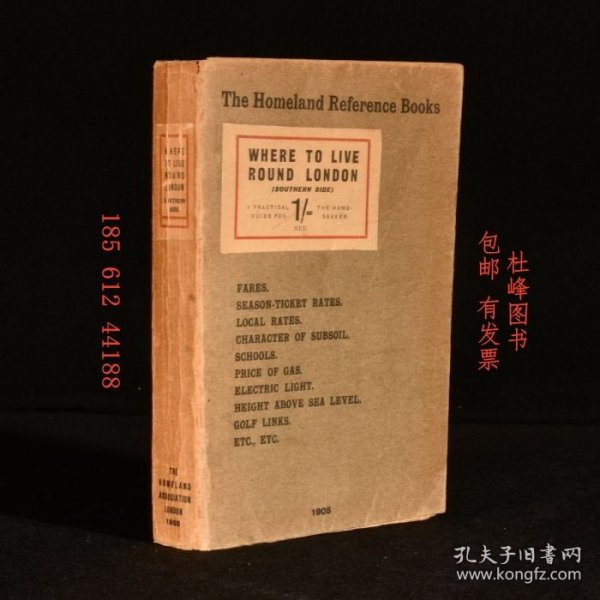 The Homeland Reference Books
WHERE TO LIVE
ROUND LONDON
(SOUTHERN SIDE)
A PRACTICAL
GUIDE FOR
1/-
NET.
THE HOME-
SEEKER
FARES.
SEASON-TICKET RATES.
LOCAL RATES.
CHARACTER OF SUBSOIL.
SCHOOLS.
PRICE OF GAS.
ELECTRIC LIGHT.
HEIGHT ABOVE SEA LEVEL.
GOLF LINKS.
ETC., ETC.
1905
WHERE
TO LIVE
ROUND
LONDON
SOUTHERN
SIDE
THE
HOMELAND
ASSOCIATION
LONDON
1905
185 612 44188
杜峰图书
包邮 有发票
孔夫子旧书网
www.kongfz.com